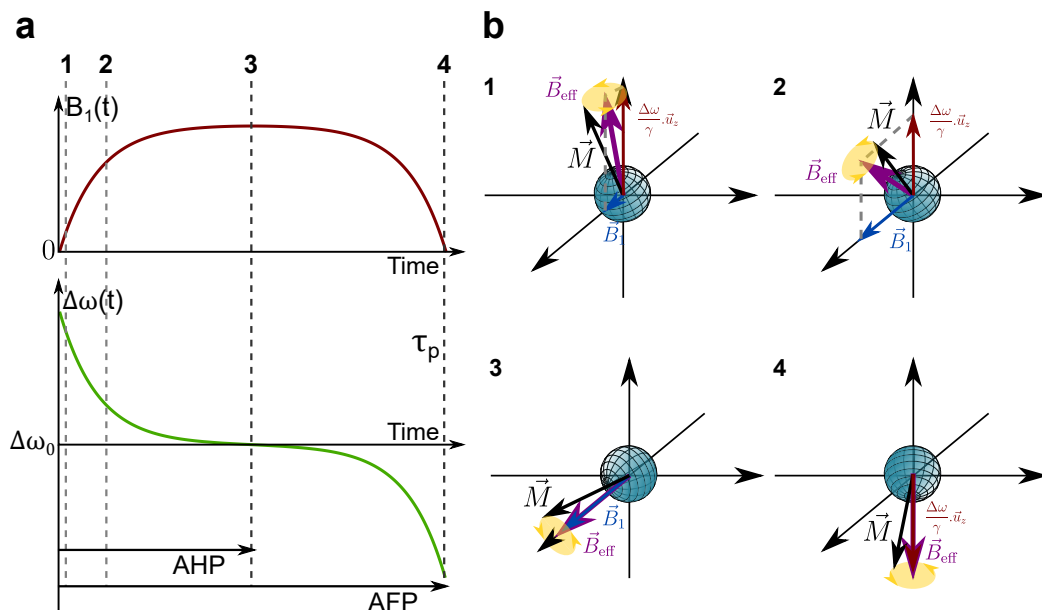 a
1 2 3 4
B₁(t)
0
Time
Δω(t)
τₚ
Time
Δω₀
AHP
AFP
b
1
B⃗eff
Δω/γ.u⃗z
M⃗
B⃗₁
2
M⃗
Δω/γ.u⃗z
B⃗eff
B⃗₁
3
M⃗
B⃗₁
B⃗eff
4
M⃗
Δω/γ.u⃗z
B⃗eff